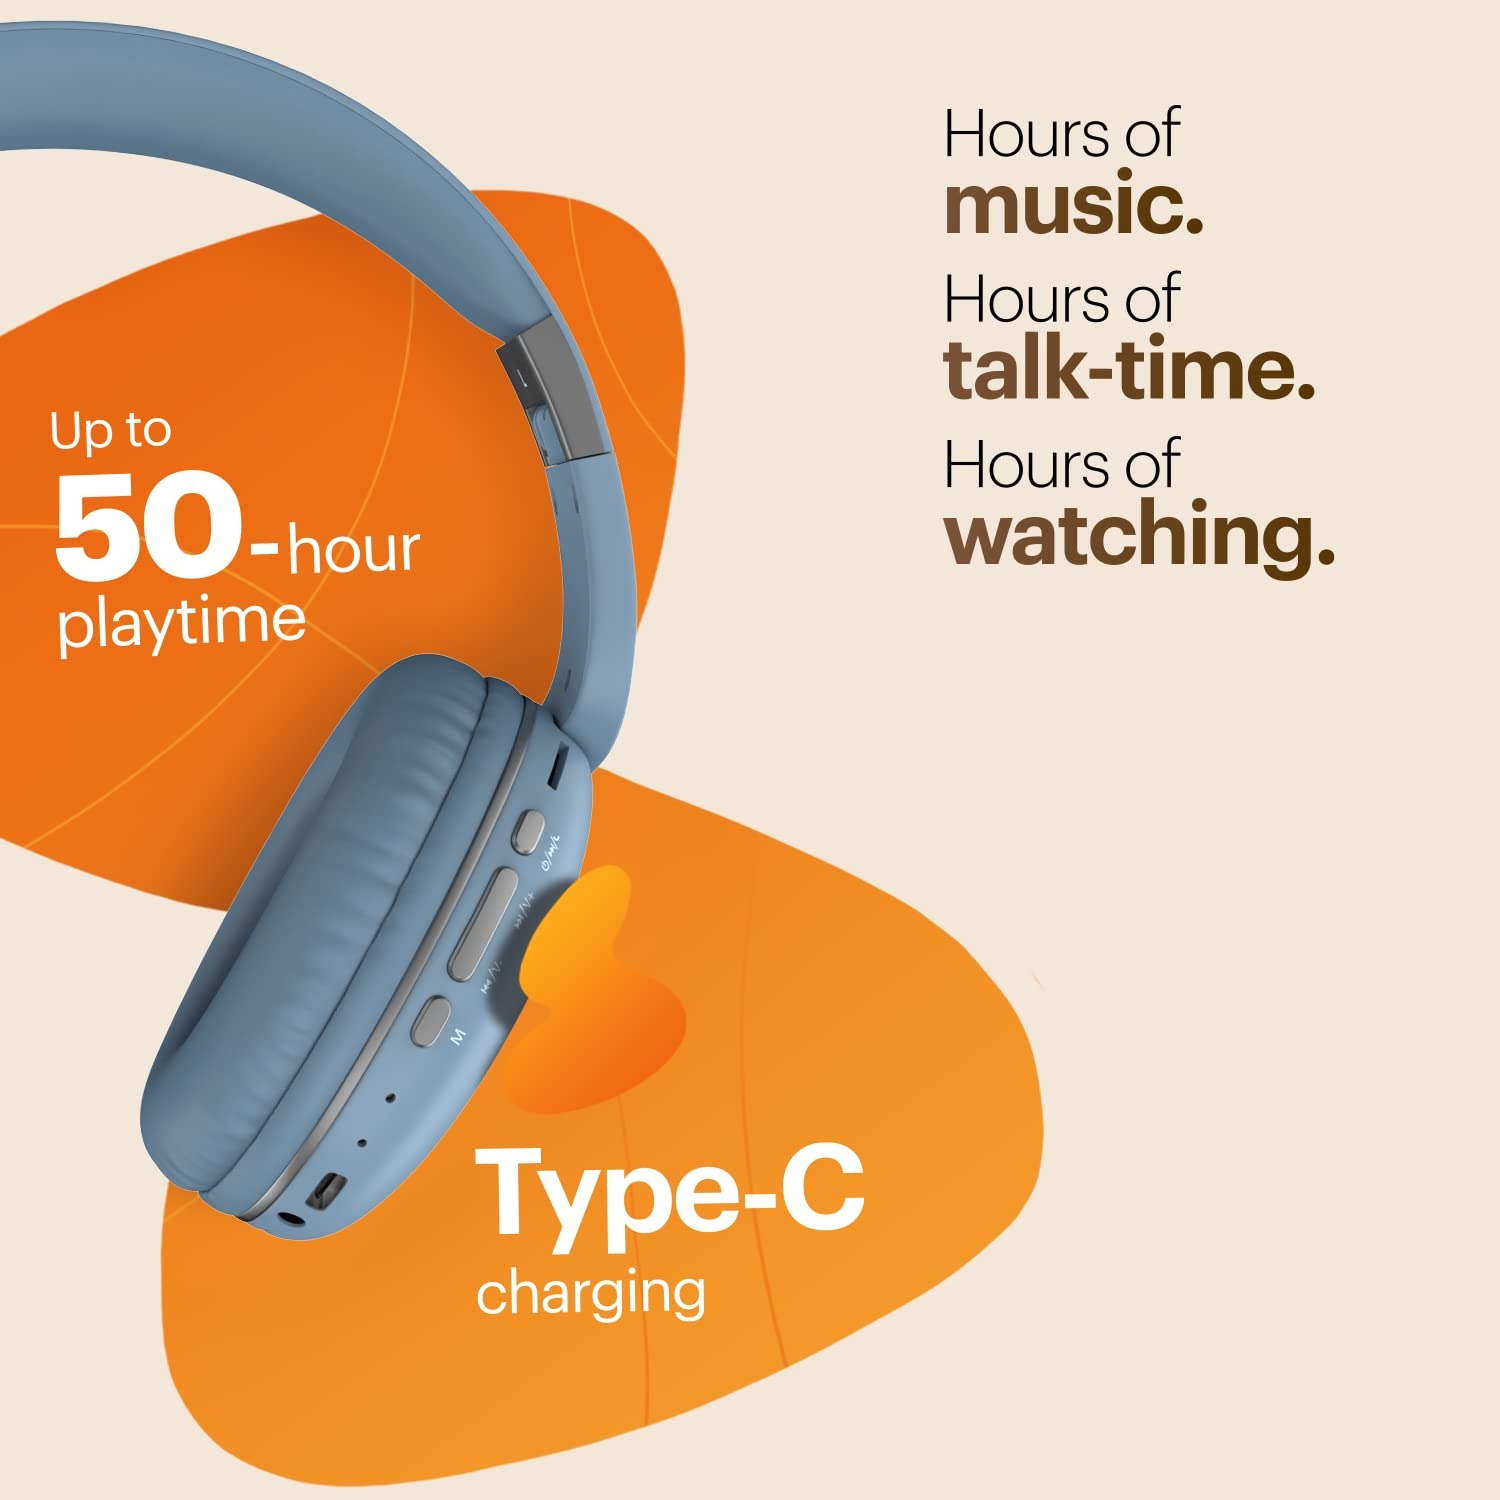 Hours of
music.
Hours of
talk-time.
Hours of
watching.
Up to
50-hour
playtime
M
Type-C
charging